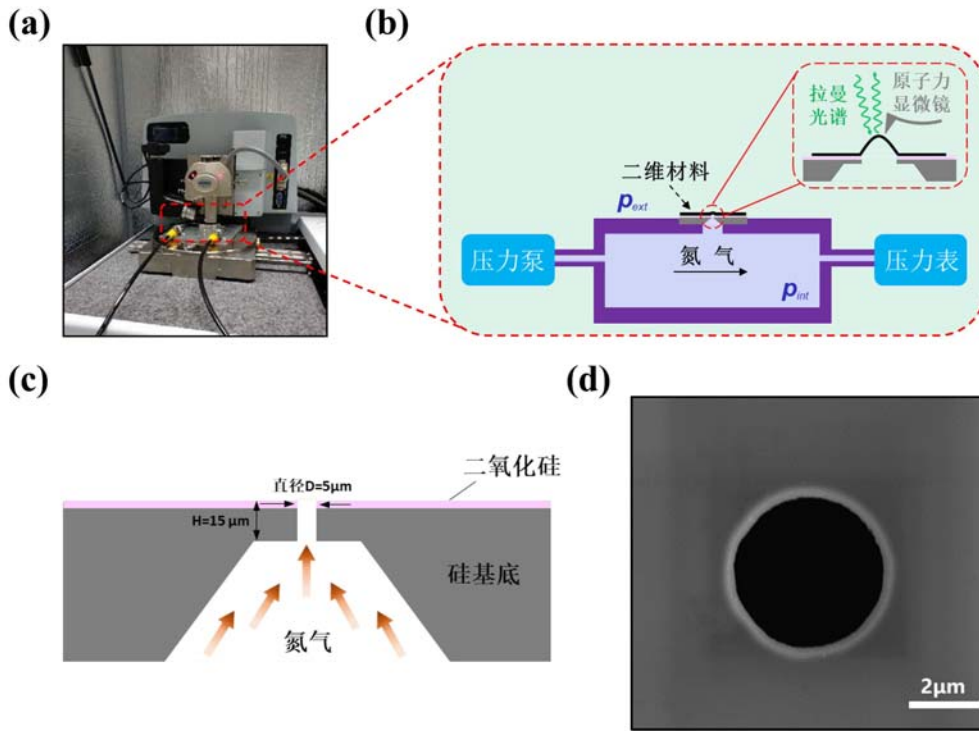 (a)
(b)
拉曼
光谱
原子力
显微镜
二维材料
pext
压力泵
氮 气
压力表
pint
(c)
(d)
二氧化硅
直径D=5μm
H=15 μm
硅基底
氮气
2μm